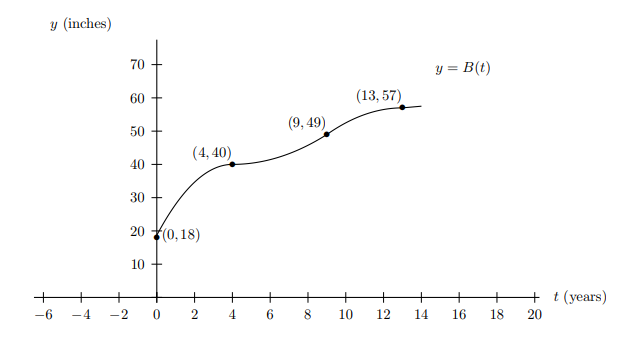 y (inches)
70
y = B(t)
60
(13, 57)
50
(9, 49)
40
(4, 40)
30
20
(0, 18)
10
t (years)
−6 −4 −2 0 2 4 6 8 10 12 14 16 18 20